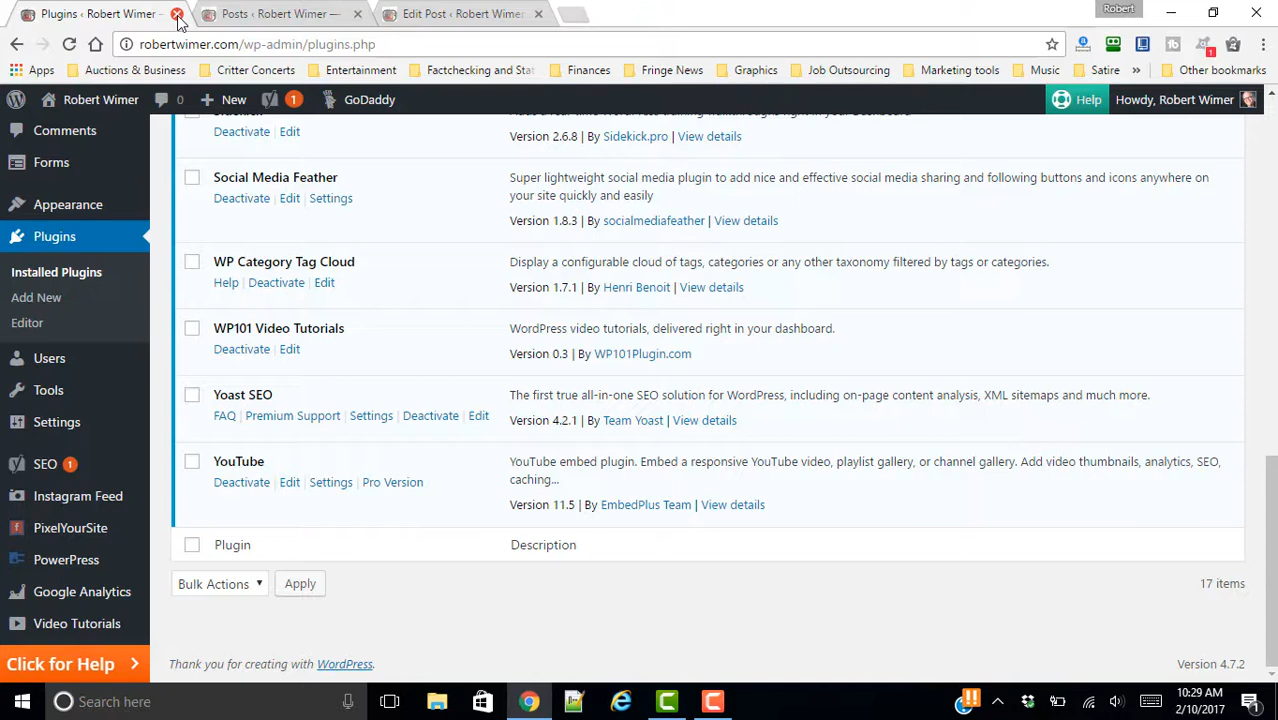 Plugins ‹ Robert Wimer –
Posts ‹ Robert Wimer —
Edit Post ‹ Robert Wimer
Robert
robertwimer.com/wp-admin/plugins.php
1
Apps
Auctions & Business
Critter Concerts
Entertainment
Factchecking and Stat
Finances
Fringe News
Graphics
Job Outsourcing
Marketing tools
Music
Satire
»
Other bookmarks
Robert Wimer
0
New
1
GoDaddy
Help
Howdy, Robert Wimer
Comments
Forms
Appearance
Plugins
Installed Plugins
Add New
Editor
Users
Tools
Settings
SEO 1
Instagram Feed
PixelYourSite
PowerPress
Google Analytics
Video Tutorials
Click for Help
Deactivate | Edit
Version 2.6.8 | By Sidekick.pro | View details
Social Media Feather
Deactivate | Edit | Settings
Super lightweight social media plugin to add nice and effective social media sharing and following buttons and icons anywhere on
your site quickly and easily
Version 1.8.3 | By socialmediafeather | View details
WP Category Tag Cloud
Help | Deactivate | Edit
Display a configurable cloud of tags, categories or any other taxonomy filtered by tags or categories.
Version 1.7.1 | By Henri Benoit | View details
WP101 Video Tutorials
Deactivate | Edit
WordPress video tutorials, delivered right in your dashboard.
Version 0.3 | By WP101Plugin.com
Yoast SEO
FAQ | Premium Support | Settings | Deactivate | Edit
The first true all-in-one SEO solution for WordPress, including on-page content analysis, XML sitemaps and much more.
Version 4.2.1 | By Team Yoast | View details
YouTube
Deactivate | Edit | Settings | Pro Version
YouTube embed plugin. Embed a responsive YouTube video, playlist gallery, or channel gallery. Add video thumbnails, analytics, SEO,
caching...
Version 11.5 | By EmbedPlus Team | View details
Plugin
Description
Bulk Actions
Apply
17 items
Thank you for creating with WordPress.
Version 4.7.2
Search here
10:29 AM
2/10/2017
1